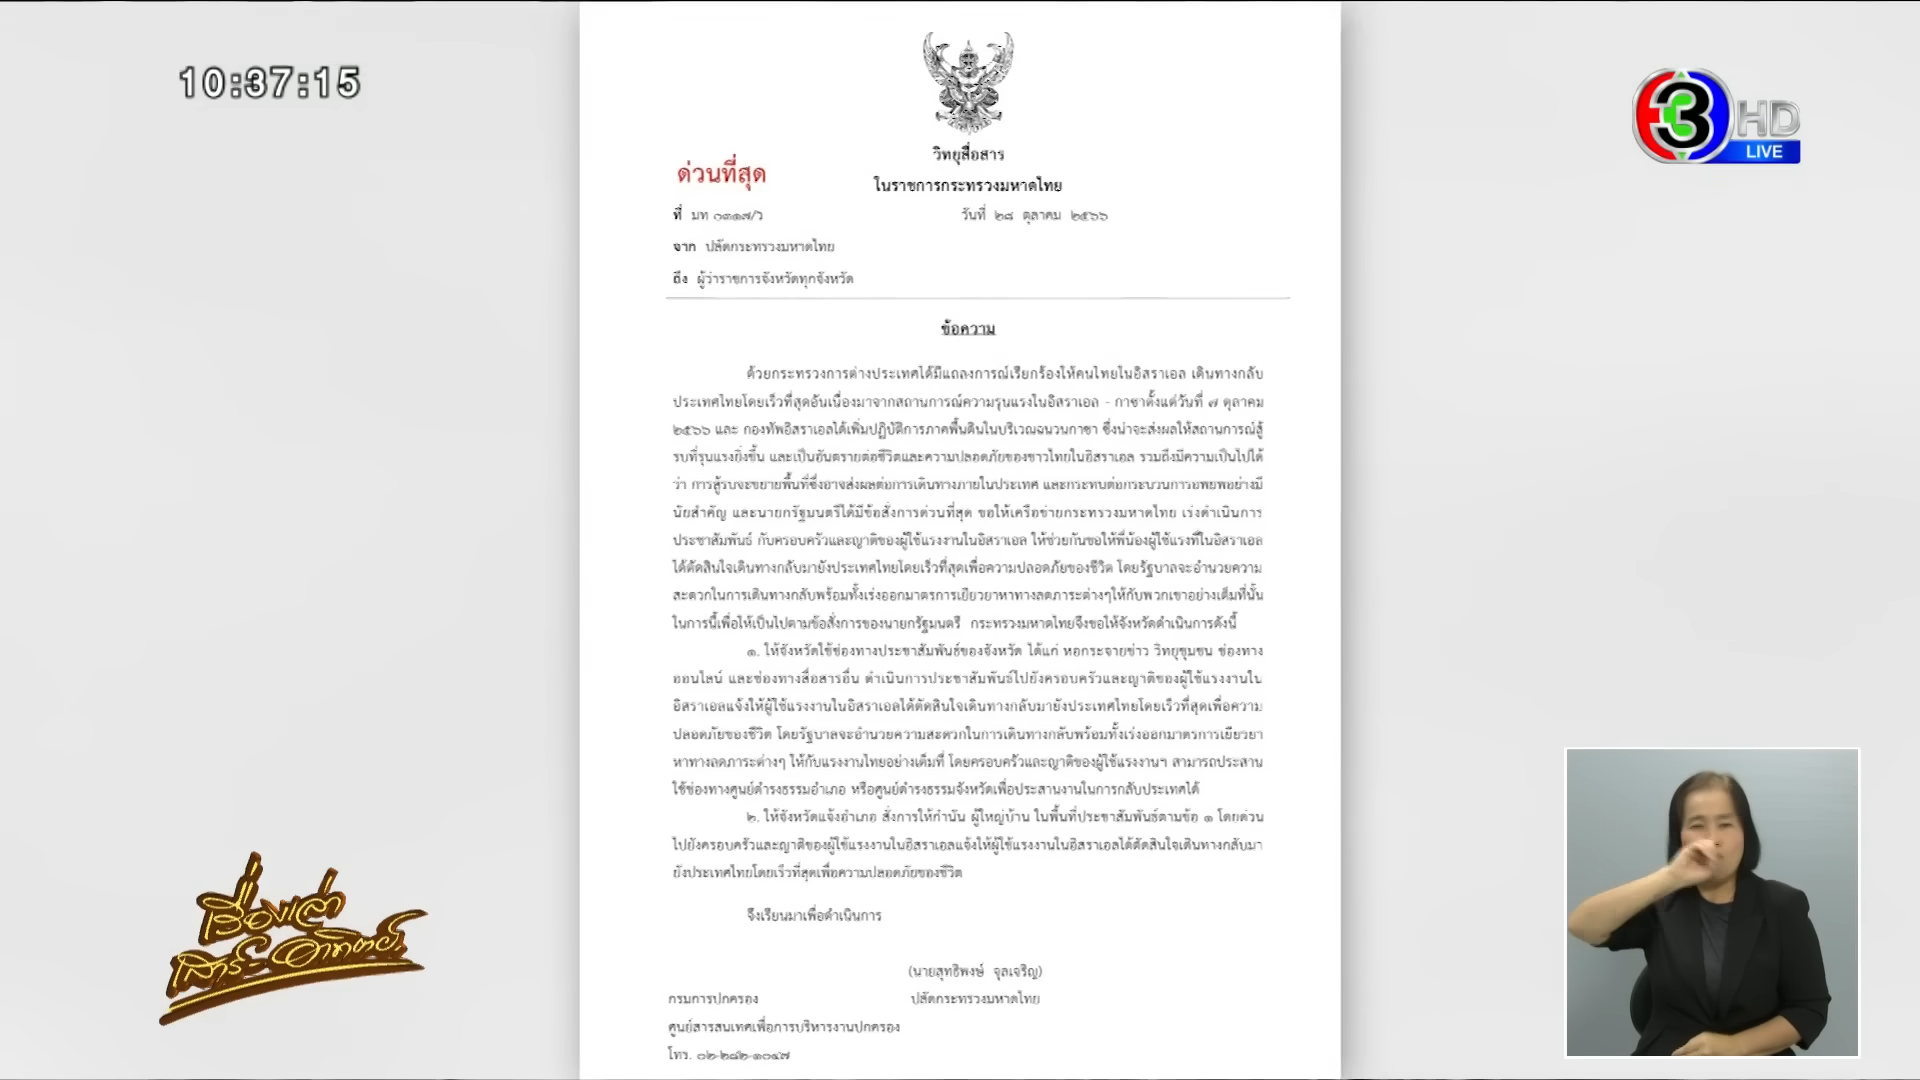 10:37:15
3 HD
LIVE
วิทยุสื่อสาร
ด่วนที่สุด
ในราชการกระทรวงมหาดไทย
ที่ มท ๐๓๑๗/ว วันที่ ๒๘ ตุลาคม ๒๕๖๖
จาก ปลัดกระทรวงมหาดไทย
ถึง ผู้ว่าราชการจังหวัดทุกจังหวัด
ข้อความ
ด้วยกระทรวงการต่างประเทศได้มีแถลงการณ์เรียกร้องให้คนไทยในอิสราเอล เดินทางกลับ
ประเทศไทยโดยเร็วที่สุดอันเนื่องมาจากสถานการณ์ความรุนแรงในอิสราเอล - กาซาตั้งแต่วันที่ ๗ ตุลาคม
๒๕๖๖ และ กองทัพอิสราเอลได้เพิ่มปฏิบัติการภาคพื้นดินในบริเวณฉนวนกาซา ซึ่งน่าจะส่งผลให้สถานการณ์สู้
รบที่รุนแรงยิ่งขึ้น และเป็นอันตรายต่อชีวิตและความปลอดภัยของชาวไทยในอิสราเอล รวมถึงมีความเป็นไปได้
ว่า การสู้รบจะขยายพื้นที่ซึ่งอาจส่งผลต่อการเดินทางภายในประเทศ และกระทบต่อกระบวนการอพยพอย่างมี
นัยสำคัญ และนายกรัฐมนตรีได้มีข้อสั่งการด่วนที่สุด ขอให้เครือข่ายกระทรวงมหาดไทย เร่งดำเนินการ
ประชาสัมพันธ์ กับครอบครัวและญาติของผู้ใช้แรงงานในอิสราเอล ให้ช่วยกันขอให้พี่น้องผู้ใช้แรงที่ในอิสราเอล
ได้ตัดสินใจเดินทางกลับมายังประเทศไทยโดยเร็วที่สุดเพื่อความปลอดภัยของชีวิต โดยรัฐบาลจะอำนวยความ
สะดวกในการเดินทางกลับพร้อมทั้งเร่งออกมาตรการเยียวยาหาทางลดภาระต่างๆให้กับพวกเขาอย่างเต็มที่นั้น
ในการนี้เพื่อให้เป็นไปตามข้อสั่งการของนายกรัฐมนตรี กระทรวงมหาดไทยจึงขอให้จังหวัดดำเนินการดังนี้
๑. ให้จังหวัดใช้ช่องทางประชาสัมพันธ์ของจังหวัด ได้แก่ หอกระจายข่าว วิทยุชุมชน ช่องทาง
ออนไลน์ และช่องทางสื่อสารอื่น ดำเนินการประชาสัมพันธ์ไปยังครอบครัวและญาติของผู้ใช้แรงงานใน
อิสราเอลแจ้งให้ผู้ใช้แรงงานในอิสราเอลได้ตัดสินใจเดินทางกลับมายังประเทศไทยโดยเร็วที่สุดเพื่อความ
ปลอดภัยของชีวิต โดยรัฐบาลจะอำนวยความสะดวกในการเดินทางกลับพร้อมทั้งเร่งออกมาตรการเยียวยา
หาทางลดภาระต่างๆ ให้กับแรงงานไทยอย่างเต็มที่ โดยครอบครัวและญาติของผู้ใช้แรงงานฯ สามารถประสาน
ใช้ช่องทางศูนย์ดำรงธรรมอำเภอ หรือศูนย์ดำรงธรรมจังหวัดเพื่อประสานงานในการกลับประเทศได้
๒. ให้จังหวัดแจ้งอำเภอ สั่งการให้กำนัน ผู้ใหญ่บ้าน ในพื้นที่ประชาสัมพันธ์ตามข้อ ๑ โดยด่วน
ไปยังครอบครัวและญาติของผู้ใช้แรงงานในอิสราเอลแจ้งให้ผู้ใช้แรงงานในอิสราเอลได้ตัดสินใจเดินทางกลับมา
ยังประเทศไทยโดยเร็วที่สุดเพื่อความปลอดภัยของชีวิต
จึงเรียนมาเพื่อดำเนินการ
(นายสุทธิพงษ์ จุลเจริญ)
กรมการปกครอง ปลัดกระทรวงมหาดไทย
ศูนย์สารสนเทศเพื่อการบริหารงานปกครอง
โทร. ๐๒-๒๘๒-๑๐๔๗
เรื่องเล่า
เสาร์-อาทิตย์